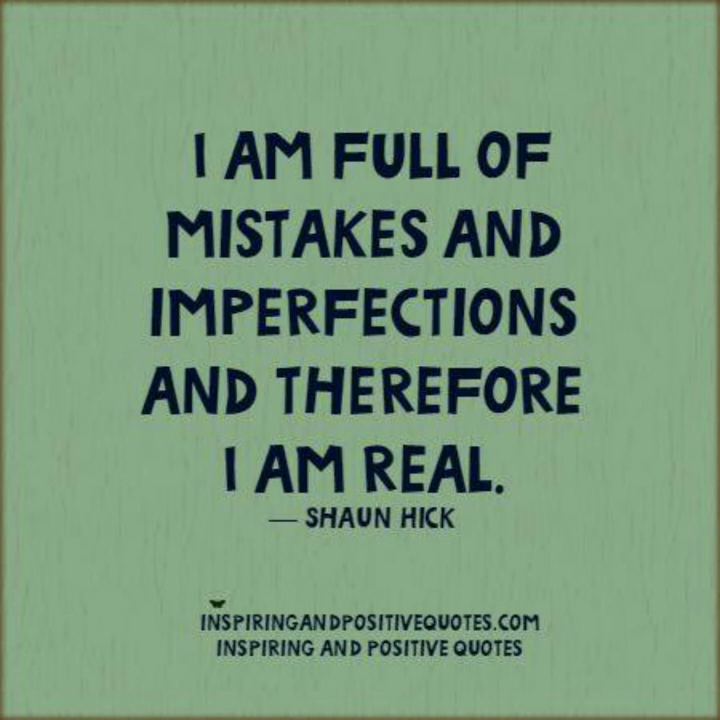 I AM FULL OF
MISTAKES AND
IMPERFECTIONS
AND THEREFORE
I AM REAL.
— SHAUN HICK
INSPIRINGANDPOSITIVEQUOTES.COM
INSPIRING AND POSITIVE QUOTES